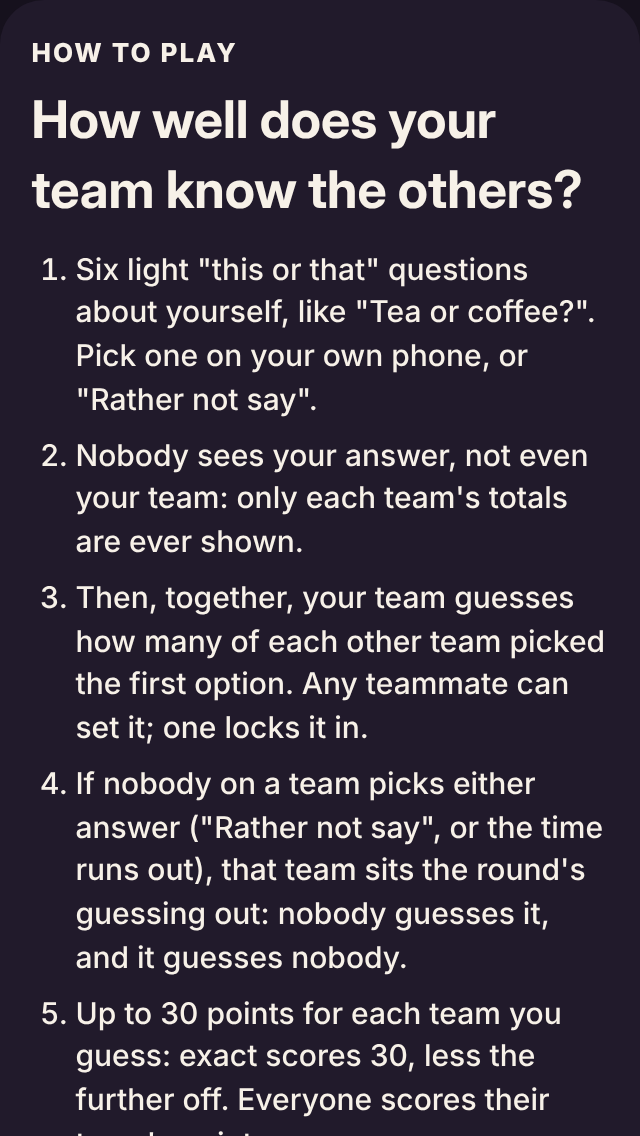 HOW TO PLAY
How well does your
team know the others?
1. Six light "this or that" questions
about yourself, like "Tea or coffee?".
Pick one on your own phone, or
"Rather not say".
2. Nobody sees your answer, not even
your team: only each team's totals
are ever shown.
3. Then, together, your team guesses
how many of each other team picked
the first option. Any teammate can
set it; one locks it in.
4. If nobody on a team picks either
answer ("Rather not say", or the time
runs out), that team sits the round's
guessing out: nobody guesses it,
and it guesses nobody.
5. Up to 30 points for each team you
guess: exact scores 30, less the
further off. Everyone scores their